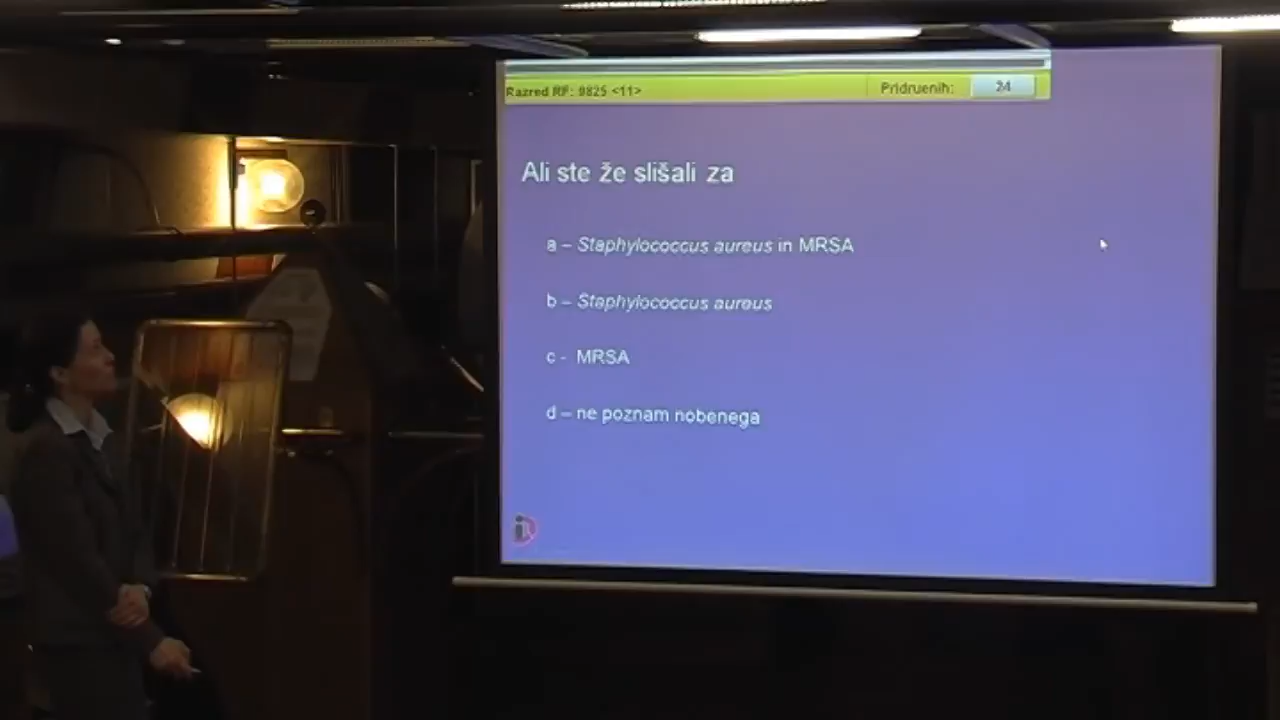 Razred RF: 9825 <11>
Pridruenih: 24
Ali ste že slišali za
a – Staphylococcus aureus in MRSA
b – Staphylococcus aureus
c - MRSA
d – ne poznam nobenega